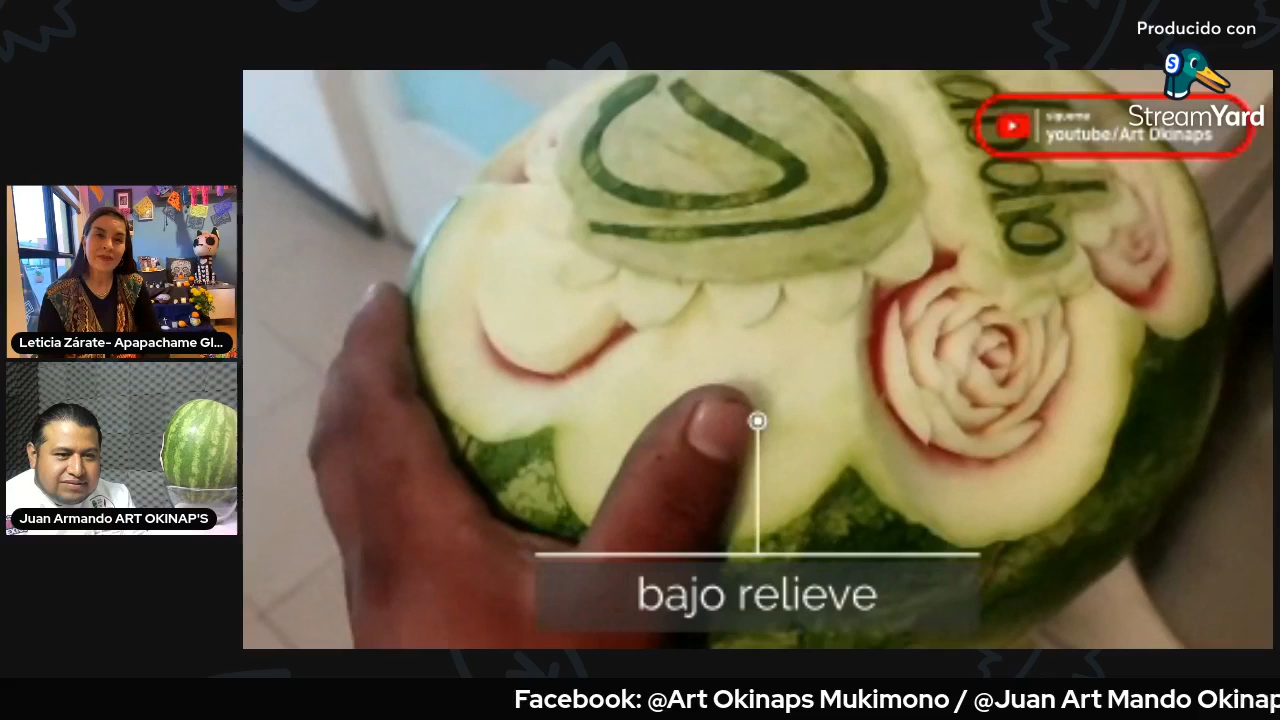 Producido con
StreamYard
sígueme
youtube/Art Okinaps
Leticia Zárate- Apapachame Gl...
Juan Armando ART OKINAP'S
bajo relieve
Facebook: @Art Okinaps Mukimono / @Juan Art Mando Okinap